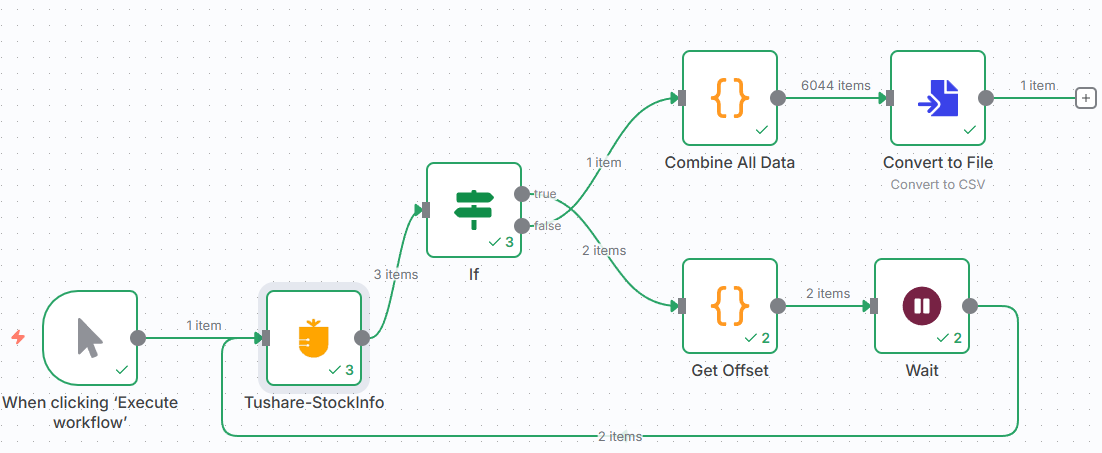 6044 items
1 item
Combine All Data
Convert to File
Convert to CSV
1 item
true
false
3
If
2 items
3 items
2 items
1 item
3
2
2
Get Offset
Wait
When clicking ‘Execute
workflow’
Tushare-StockInfo
2 items